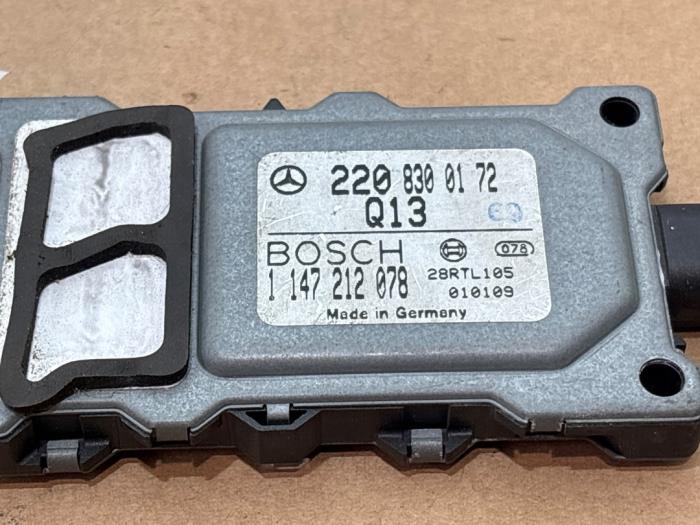 220 830 01 72
Q13
BOSCH
078
1 147 212 078
28RTL105
010109
Made in Germany